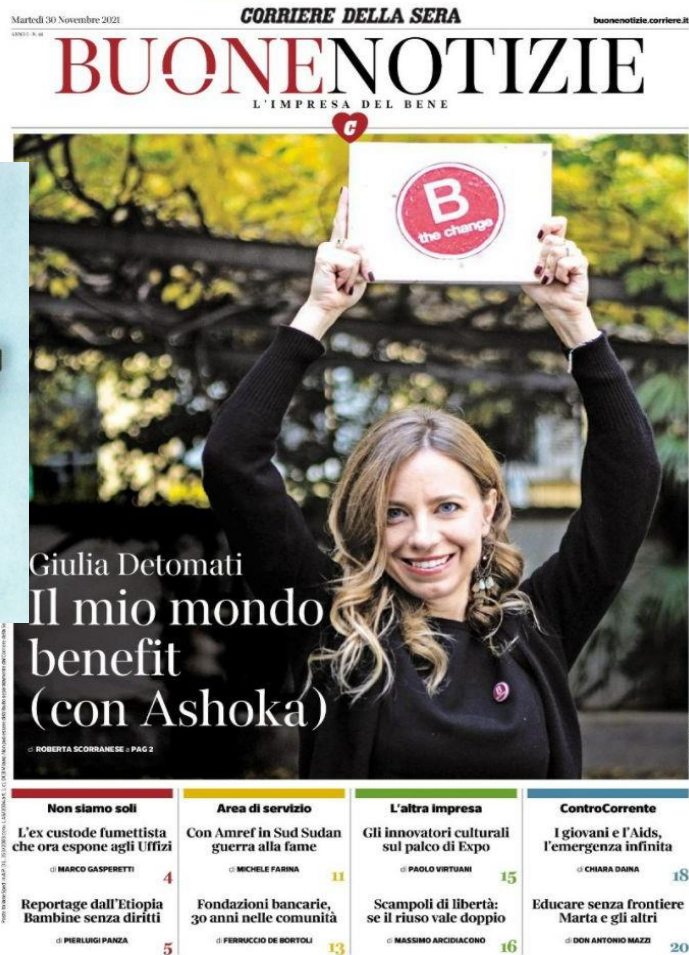 Martedì 30 Novembre 2021
CORRIERE DELLA SERA
buonenotizie.corriere.it
BUONENOTIZIE
L'IMPRESA DEL BENE
C
B
the change
Giulia Detomati
Il mio mondo
benefit
(con Ashoka)
di ROBERTA SCORRANESE a PAG 2
Non siamo soli
L'ex custode fumettista
che ora espone agli Uffizi
di MARCO GASPERETTI
4
Reportage dall'Etiopia
Bambine senza diritti
di PIERLUIGI PANZA
5
Area di servizio
Con Amref in Sud Sudan
guerra alla fame
di MICHELE FARINA
11
Fondazioni bancarie,
30 anni nelle comunità
di FERRUCCIO DE BORTOLI
13
L'altra impresa
Gli innovatori culturali
sul palco di Expo
di PAOLO VIRTUANI
15
Scampoli di libertà:
se il riuso vale doppio
di MASSIMO ARCIDIACONO
16
ControCorrente
I giovani e l'Aids,
l'emergenza infinita
di CHIARA DAINA
18
Educare senza frontiere
Marta e gli altri
di DON ANTONIO MAZZI
20